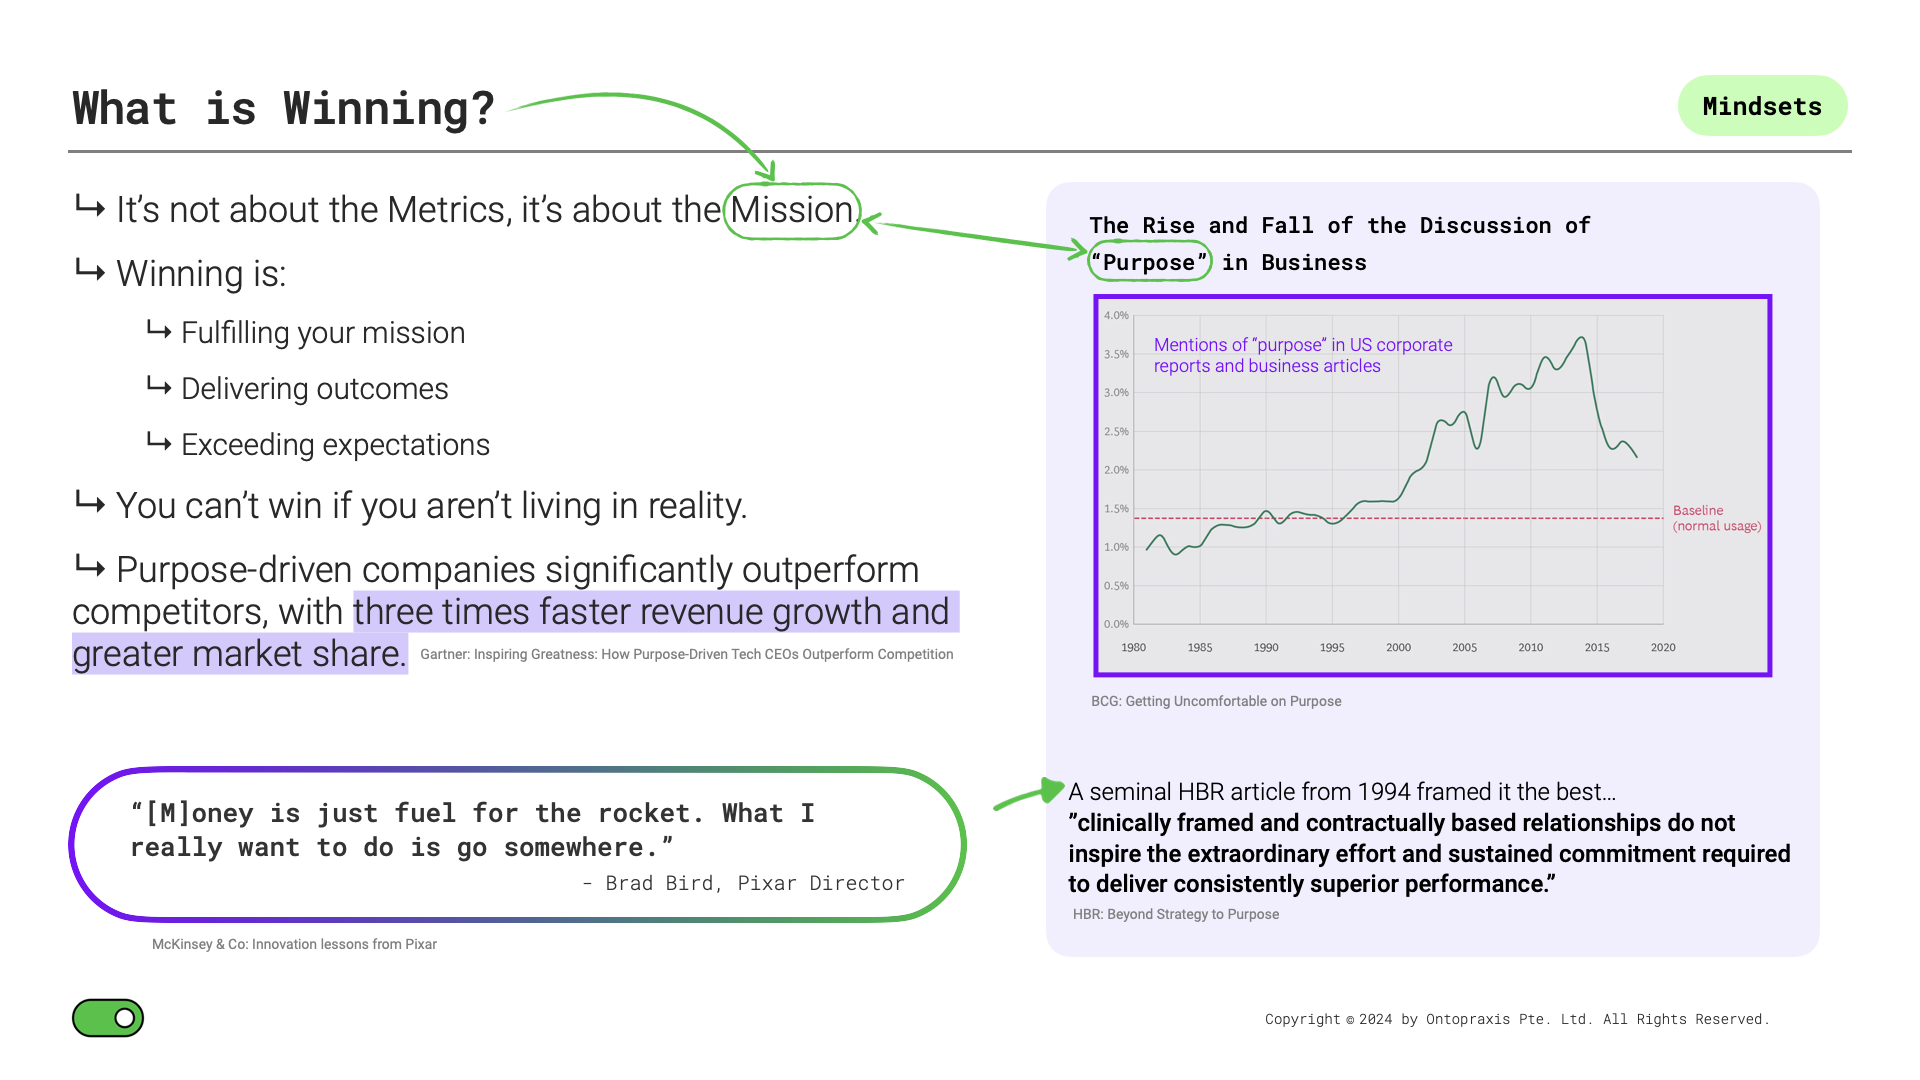 What is Winning?
Mindsets
↳ It’s not about the Metrics, it’s about the Mission.
↳ Winning is:
↳ Fulfilling your mission
↳ Delivering outcomes
↳ Exceeding expectations
↳ You can’t win if you aren’t living in reality.
↳ Purpose-driven companies significantly outperform
competitors, with three times faster revenue growth and
greater market share. Gartner: Inspiring Greatness: How Purpose-Driven Tech CEOs Outperform Competition
“[M]oney is just fuel for the rocket. What I
really want to do is go somewhere.”
- Brad Bird, Pixar Director
McKinsey & Co: Innovation lessons from Pixar
The Rise and Fall of the Discussion of
“Purpose” in Business
Mentions of “purpose” in US corporate
reports and business articles
4.0%
3.5%
3.0%
2.5%
2.0%
1.5%
1.0%
0.5%
0.0%
Baseline
(normal usage)
1980 1985 1990 1995 2000 2005 2010 2015 2020
BCG: Getting Uncomfortable on Purpose
A seminal HBR article from 1994 framed it the best...
”clinically framed and contractually based relationships do not
inspire the extraordinary effort and sustained commitment required
to deliver consistently superior performance.”
HBR: Beyond Strategy to Purpose
Copyright © 2024 by Ontopraxis Pte. Ltd. All Rights Reserved.